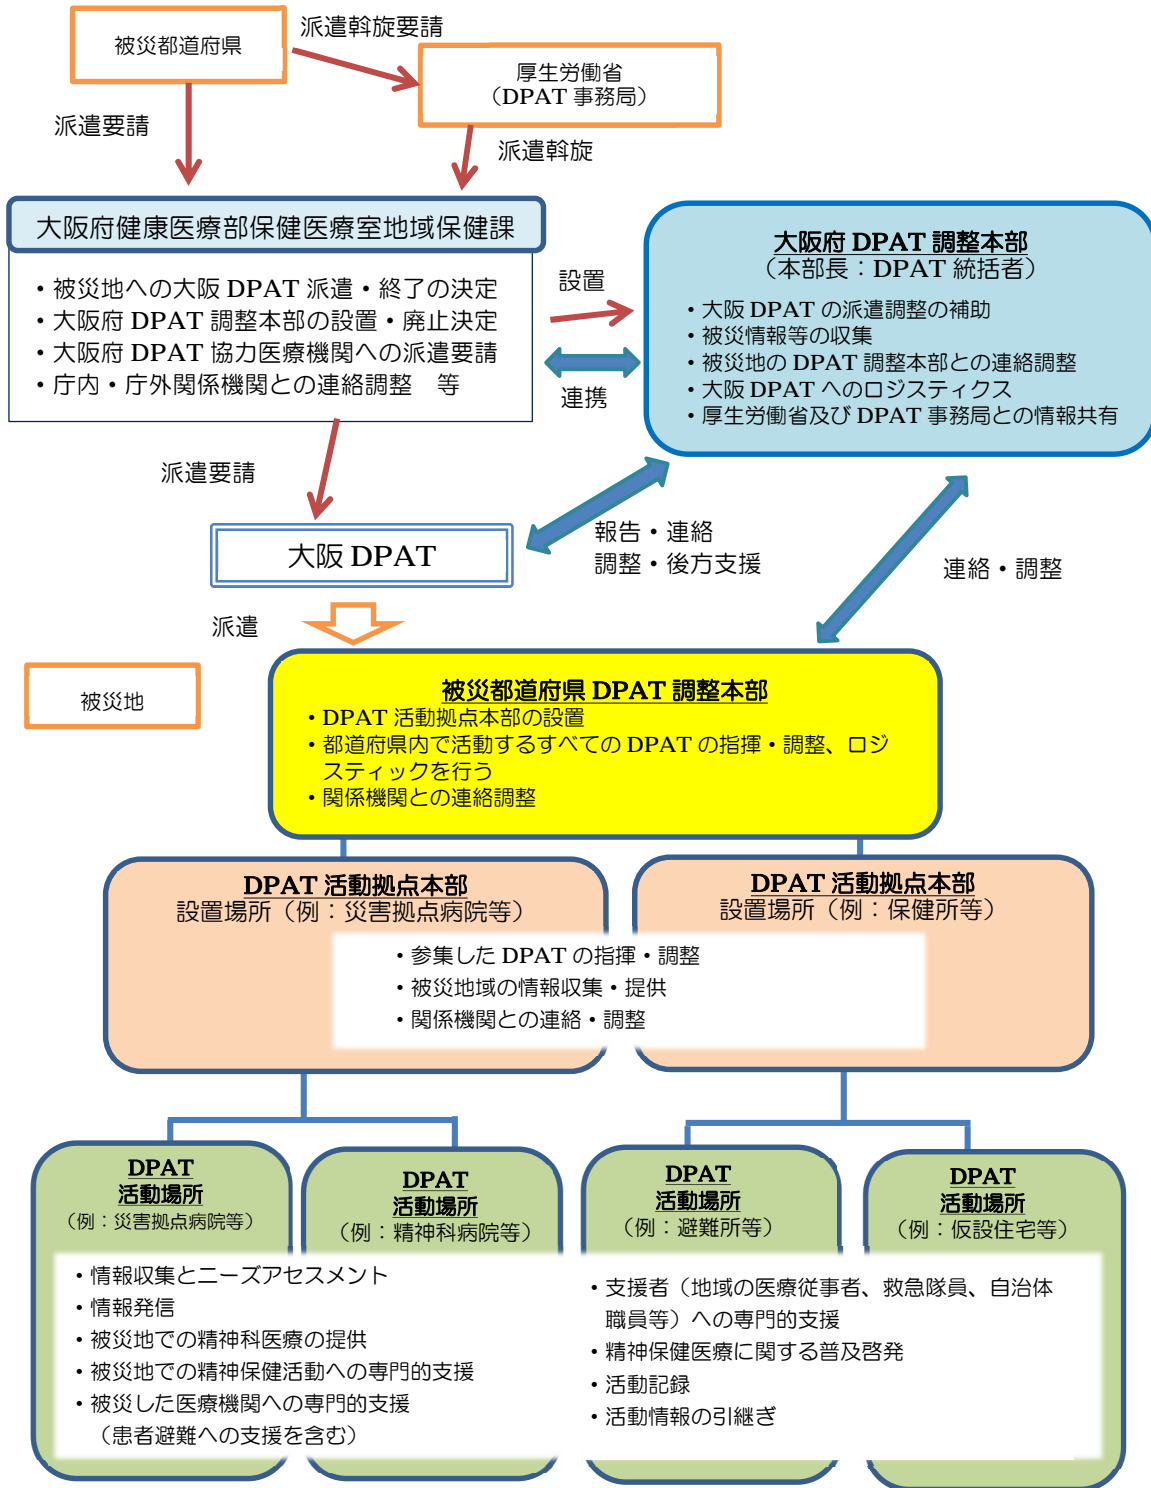 派遣斡旋要請
被災都道府県
厚生労働省
（DPAT 事務局）
派遣要請
派遣斡旋
大阪府健康医療部保健医療室地域保健課
・被災地への大阪 DPAT 派遣・終了の決定
・大阪府 DPAT 調整本部の設置・廃止決定
・大阪府 DPAT 協力医療機関への派遣要請
・庁内・庁外関係機関との連絡調整　等
設置
連携
大阪府 DPAT 調整本部
（本部長：DPAT 統括者）
・大阪 DPAT の派遣調整の補助
・被災情報等の収集
・被災地の DPAT 調整本部との連絡調整
・大阪 DPAT へのロジスティクス
・厚生労働省及び DPAT 事務局との情報共有
派遣要請
大阪 DPAT
報告・連絡
調整・後方支援
連絡・調整
派遣
被災地
被災都道府県 DPAT 調整本部
・DPAT 活動拠点本部の設置
・都道府県内で活動するすべての DPAT の指揮・調整、ロジ
スティックを行う
・関係機関との連絡調整
DPAT 活動拠点本部
設置場所（例：災害拠点病院等）
DPAT 活動拠点本部
設置場所（例：保健所等）
・参集した DPAT の指揮・調整
・被災地域の情報収集・提供
・関係機関との連絡・調整
DPAT
活動場所
（例：災害拠点病院等）
DPAT
活動場所
（例：精神科病院等）
DPAT
活動場所
（例：避難所等）
DPAT
活動場所
（例：仮設住宅等）
・情報収集とニーズアセスメント
・情報発信
・被災地での精神科医療の提供
・被災地での精神保健活動への専門的支援
・被災した医療機関への専門的支援
（患者避難への支援を含む）
・支援者（地域の医療従事者、救急隊員、自治体
職員等）への専門的支援
・精神保健医療に関する普及啓発
・活動記録
・活動情報の引継ぎ